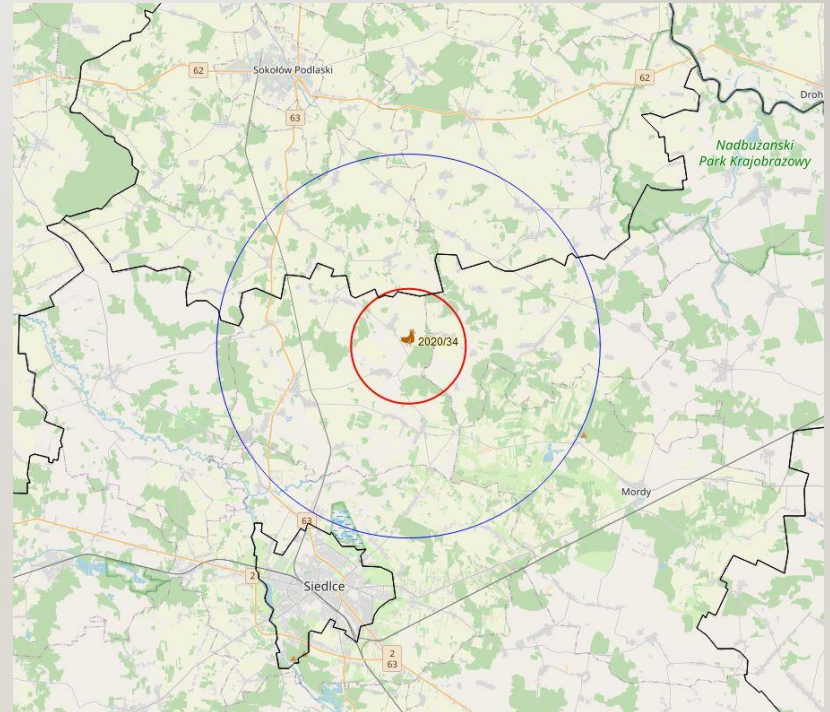 62
Sokołów Podlaski
62
63
Droh
Nadbużanski
Park Krajobrazowy
2020/34
Mordy
63
2
Siedlce
2
63